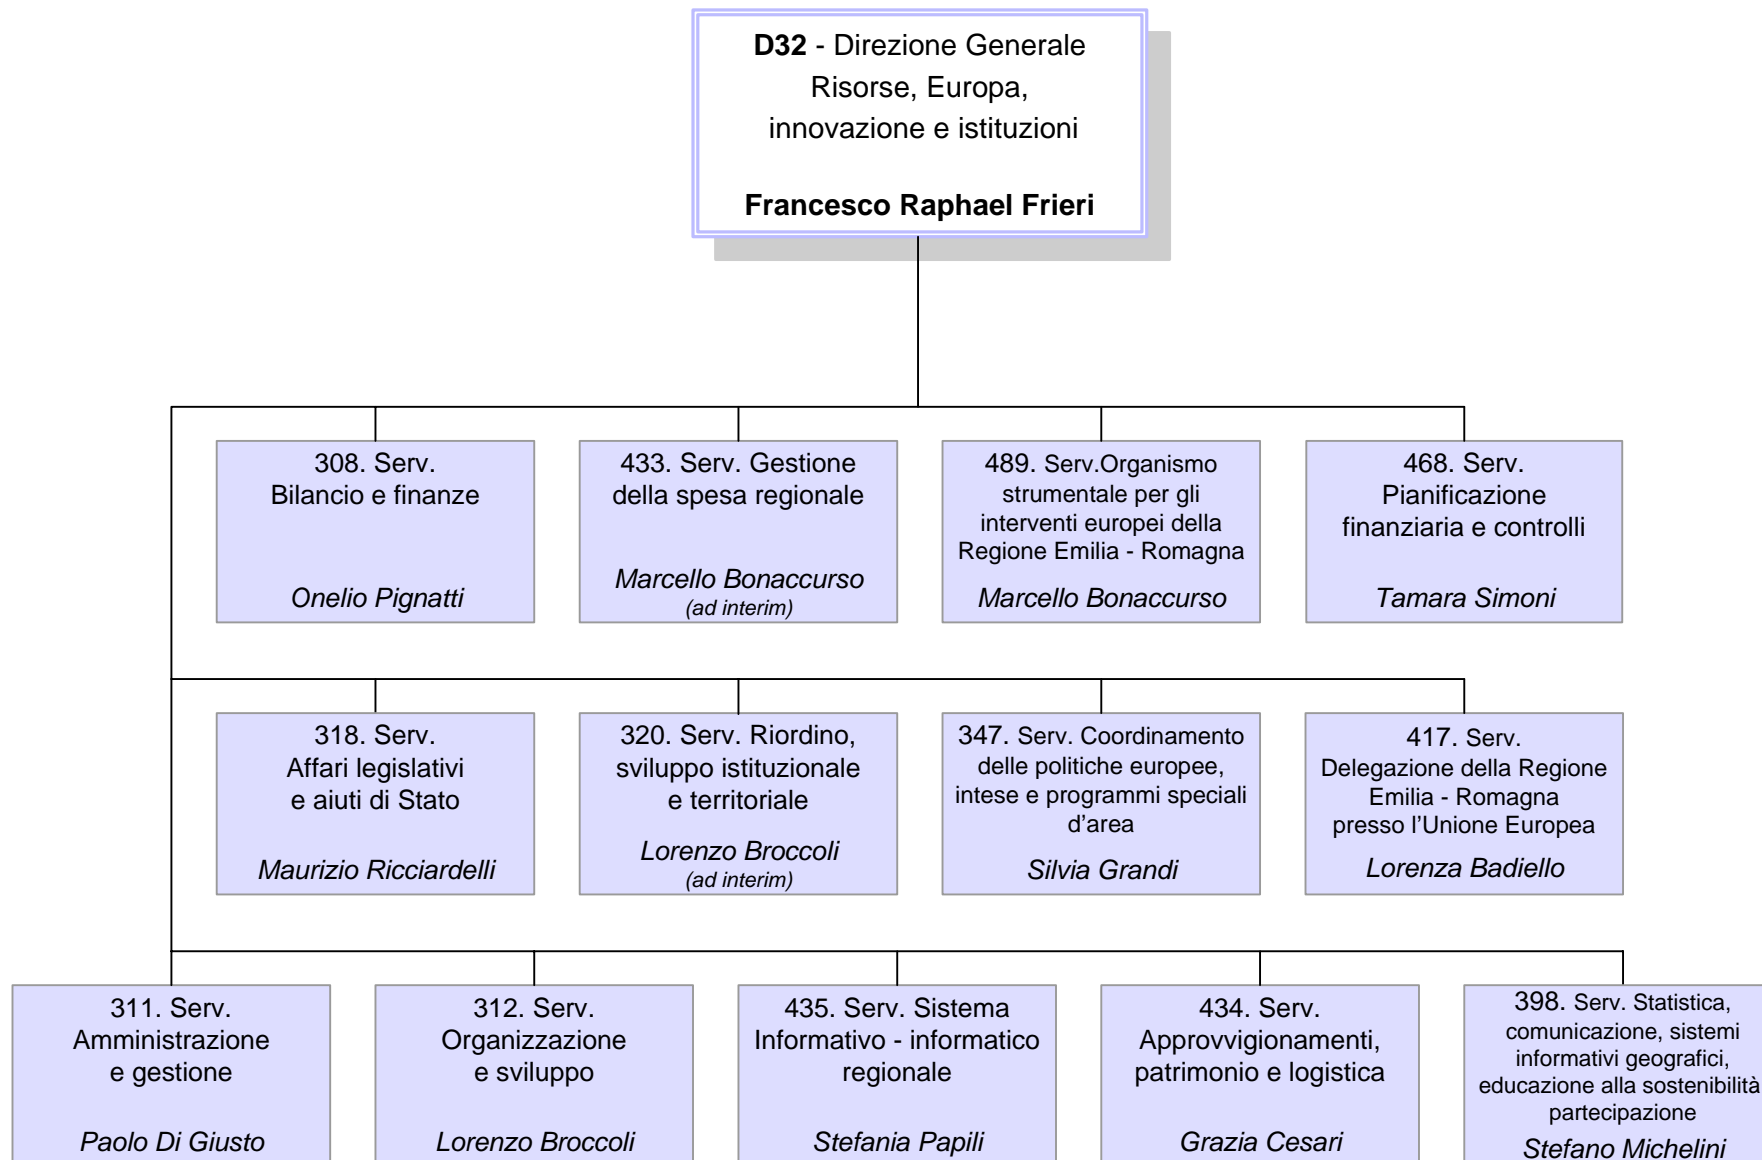 D32 - Direzione Generale
Risorse, Europa,
innovazione e istituzioni
Francesco Raphael Frieri
308. Serv.
Bilancio e finanze
Onelio Pignatti
433. Serv. Gestione
della spesa regionale
Marcello Bonaccurso
(ad interim)
489. Serv.Organismo
strumentale per gli
interventi europei della
Regione Emilia - Romagna
Marcello Bonaccurso
468. Serv.
Pianificazione
finanziaria e controlli
Tamara Simoni
318. Serv.
Affari legislativi
e aiuti di Stato
Maurizio Ricciardelli
320. Serv. Riordino,
sviluppo istituzionale
e territoriale
Lorenzo Broccoli
(ad interim)
347. Serv. Coordinamento
delle politiche europee,
intese e programmi speciali
d'area
Silvia Grandi
417. Serv.
Delegazione della Regione
Emilia - Romagna
presso l'Unione Europea
Lorenza Badiello
311. Serv.
Amministrazione
e gestione
Paolo Di Giusto
312. Serv.
Organizzazione
e sviluppo
Lorenzo Broccoli
435. Serv. Sistema
Informativo - informatico
regionale
Stefania Papili
434. Serv.
Approvvigionamenti,
patrimonio e logistica
Grazia Cesari
398. Serv. Statistica,
comunicazione, sistemi
informativi geografici,
educazione alla sostenibilità
partecipazione
Stefano Michelini